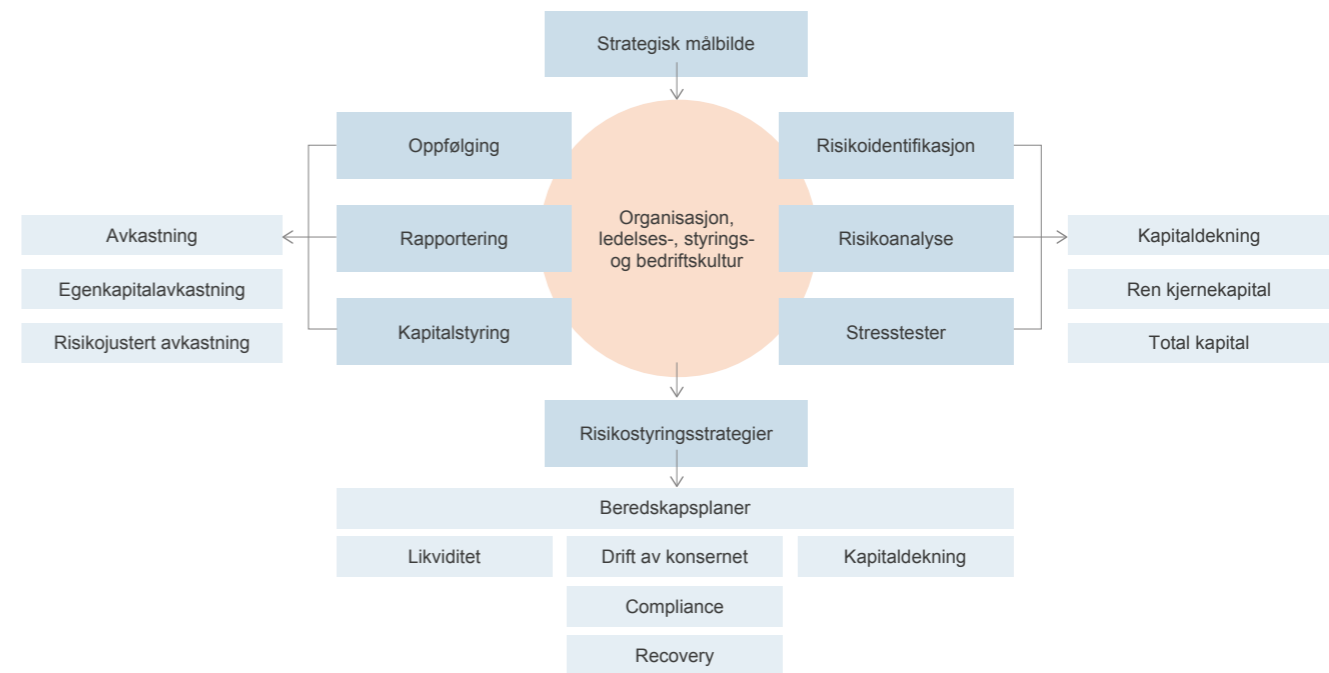 Strategisk målbilde
Oppfølging
Risikoidentifikasjon
Organisasjon,
ledelses-, styrings-
og bedriftskultur
Rapportering
Risikoanalyse
Avkastning
Kapitaldekning
Egenkapitalavkastning
Ren kjernekapital
Kapitalstyring
Stresstester
Risikojustert avkastning
Total kapital
Risikostyringsstrategier
Beredskapsplaner
Likviditet
Drift av konsernet
Kapitaldekning
Compliance
Recovery